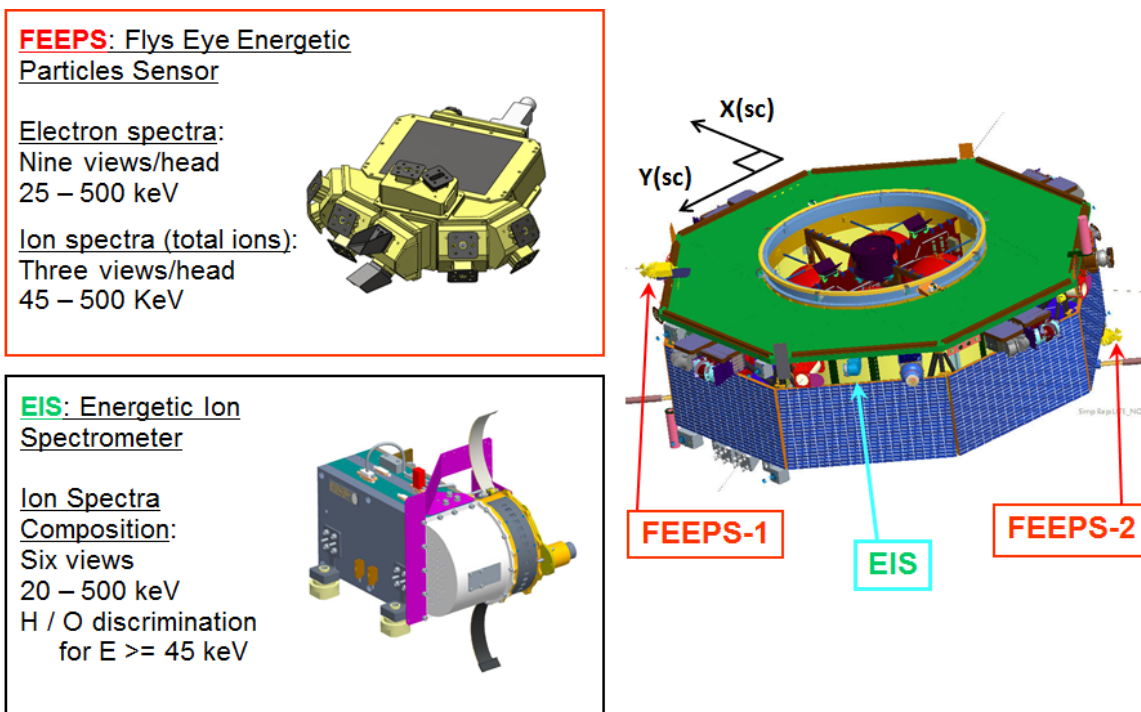 FEEPS: Flys Eye Energetic
Particles Sensor
Electron spectra:
Nine views/head
25 – 500 keV
Ion spectra (total ions):
Three views/head
45 – 500 KeV
EIS: Energetic Ion
Spectrometer
Ion Spectra
Composition:
Six views
20 – 500 keV
H / O discrimination
for E >= 45 keV
X(sc)
Y(sc)
FEEPS-1
EIS
FEEPS-2